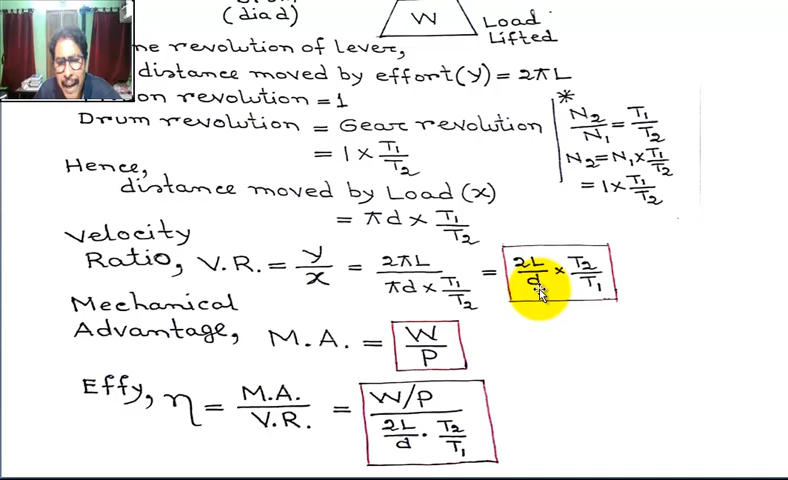 (dia d)
W
Load
Lifted
ne revolution of lever,
distance moved by effort(y) = 2πL
on revolution = 1
Drum revolution = Gear revolution
= 1 × T1/T2
*
N2/N1 = T1/T2
N2 = N1 × T1/T2
= 1 × T1/T2
Hence,
distance moved by Load (x)
= πd × T1/T2
Velocity
Ratio, V.R. = y/x = 2πL / πd × T1/T2 = 2L/d × T2/T1
Mechanical
Advantage, M.A. = W/P
Effy, η = M.A./V.R. = W/P / 2L/d · T2/T1